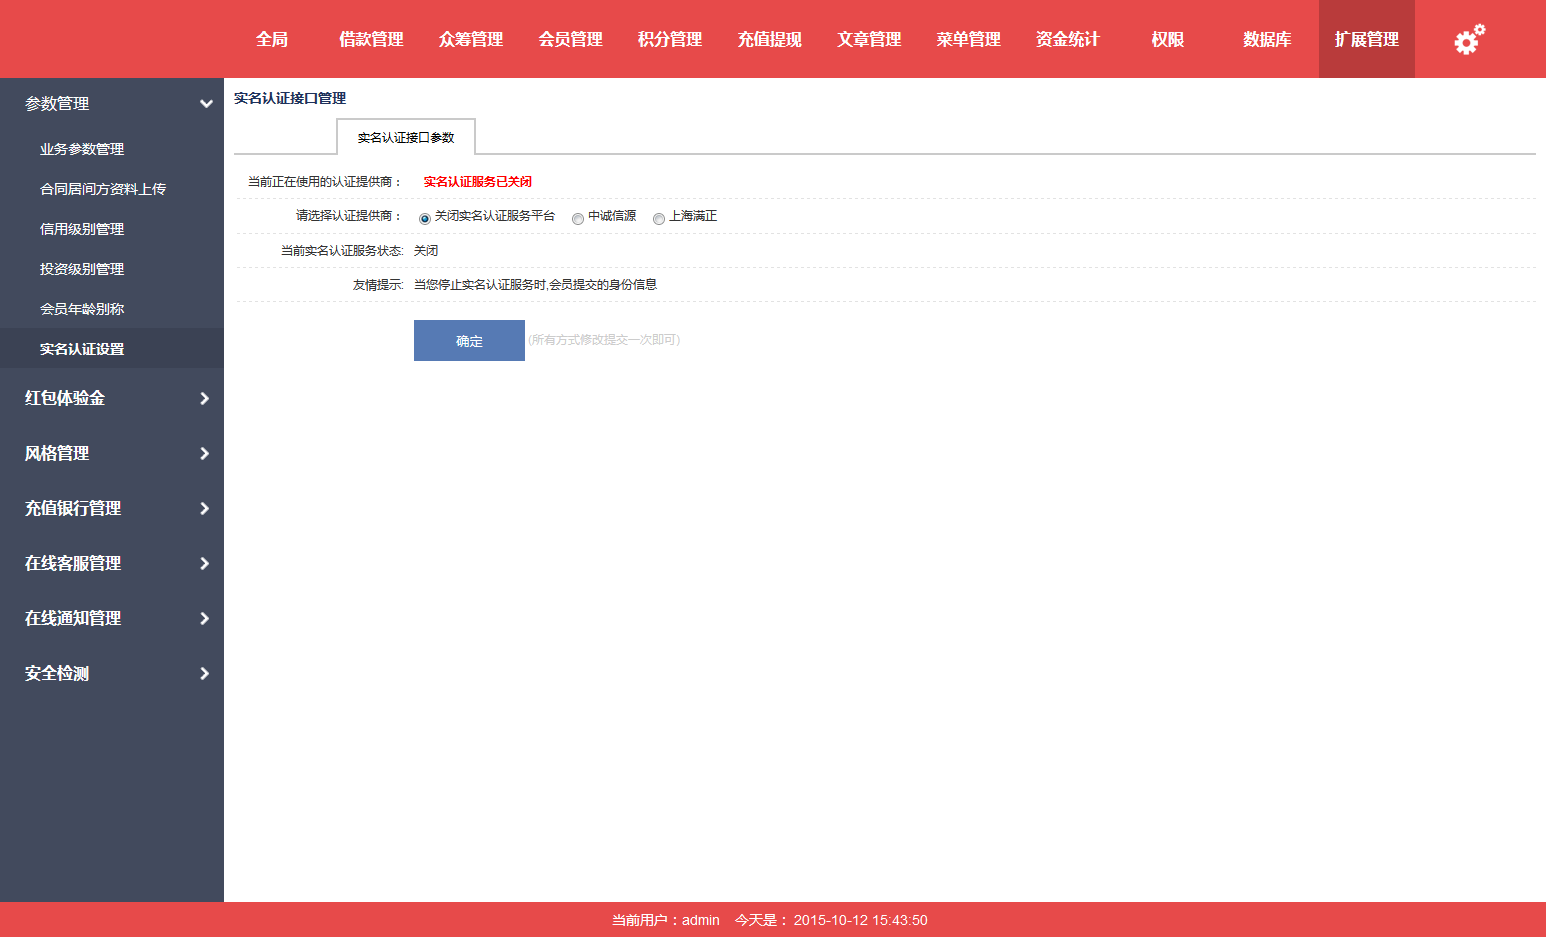 全局 借款管理 众筹管理 会员管理 积分管理 充值提现 文章管理 菜单管理 资金统计 权限 数据库 扩展管理
参数管理
业务参数管理
合同居间方资料上传
信用级别管理
投资级别管理
会员年龄别称
实名认证设置
红包体验金
风格管理
充值银行管理
在线客服管理
在线通知管理
安全检测
实名认证接口管理
实名认证接口参数
当前正在使用的认证提供商： 实名认证服务已关闭
请选择认证提供商： 关闭实名认证服务平台 中诚信源 上海满正
当前实名认证服务状态: 关闭
友情提示: 当您停止实名认证服务时,会员提交的身份信息
确定 (所有方式修改提交一次即可)
当前用户：admin 今天是： 2015-10-12 15:43:50